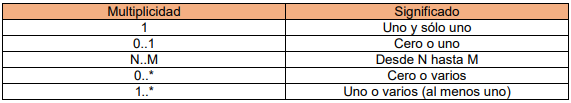 Multiplicidad Significado
1 Uno y sólo uno
0..1 Cero o uno
N..M Desde N hasta M
0..* Cero o varios
1..* Uno o varios (al menos uno)